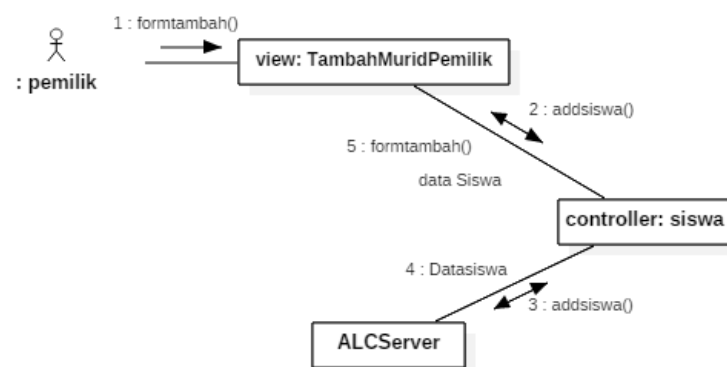 1 : formtambah()
view: TambahMuridPemilik
: pemilik
2 : addsiswa()
5 : formtambah()
data Siswa
controller: siswa
4 : Datasiswa
3 : addsiswa()
ALCServer